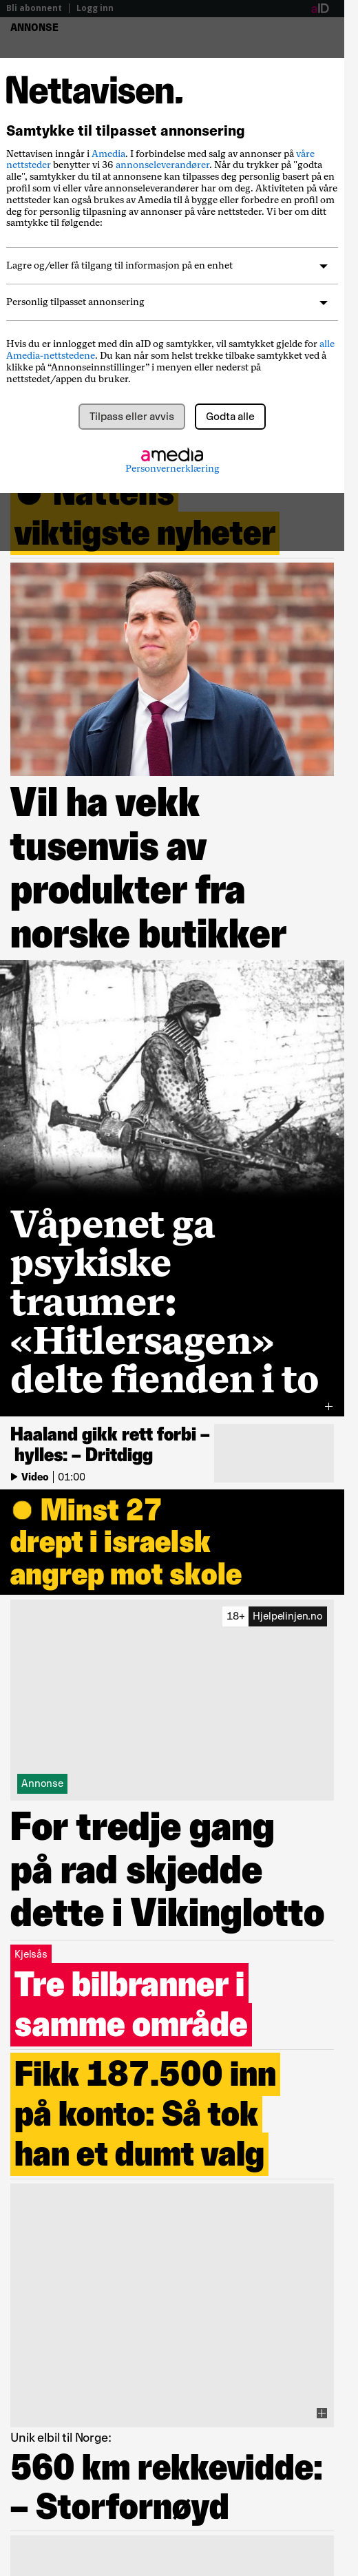 Bli abonnent | Logg inn
aID
ANNONSE
Nettavisen.
Samtykke til tilpasset annonsering
Nettavisen inngår i Amedia. I forbindelse med salg av annonser på våre
nettsteder benytter vi 36 annonseleverandører. Når du trykker på "godta
alle", samtykker du til at annonsene kan tilpasses deg personlig basert på en
profil som vi eller våre annonseleverandører har om deg. Aktiviteten på våre
nettsteder kan også brukes av Amedia til å bygge eller forbedre en profil om
deg for personlig tilpasning av annonser på våre nettsteder. Vi ber om ditt
samtykke til følgende:
Lagre og/eller få tilgang til informasjon på en enhet
Personlig tilpasset annonsering
Hvis du er innlogget med din aID og samtykker, vil samtykket gjelde for alle
Amedia-nettstedene. Du kan når som helst trekke tilbake samtykket ved å
klikke på “Annonseinnstillinger” i menyen eller nederst på
nettstedet/appen du bruker.
Tilpass eller avvis
Godta alle
amedia
Personvernerklæring
Nattens
viktigste nyheter
Vil ha vekk
tusenvis av
produkter fra
norske butikker
Våpenet ga
psykiske
traumer:
«Hitlersagen»
delte fienden i to
Haaland gikk rett forbi –
hylles: – Dritdigg
Video | 01:00
Minst 27
drept i israelsk
angrep mot skole
18+ Hjelpelinjen.no
Annonse
For tredje gang
på rad skjedde
dette i Vikinglotto
Kjelsås
Tre bilbranner i
samme område
Fikk 187.500 inn
på konto: Så tok
han et dumt valg
Unik elbil til Norge:
560 km rekkevidde:
– Storfornøyd